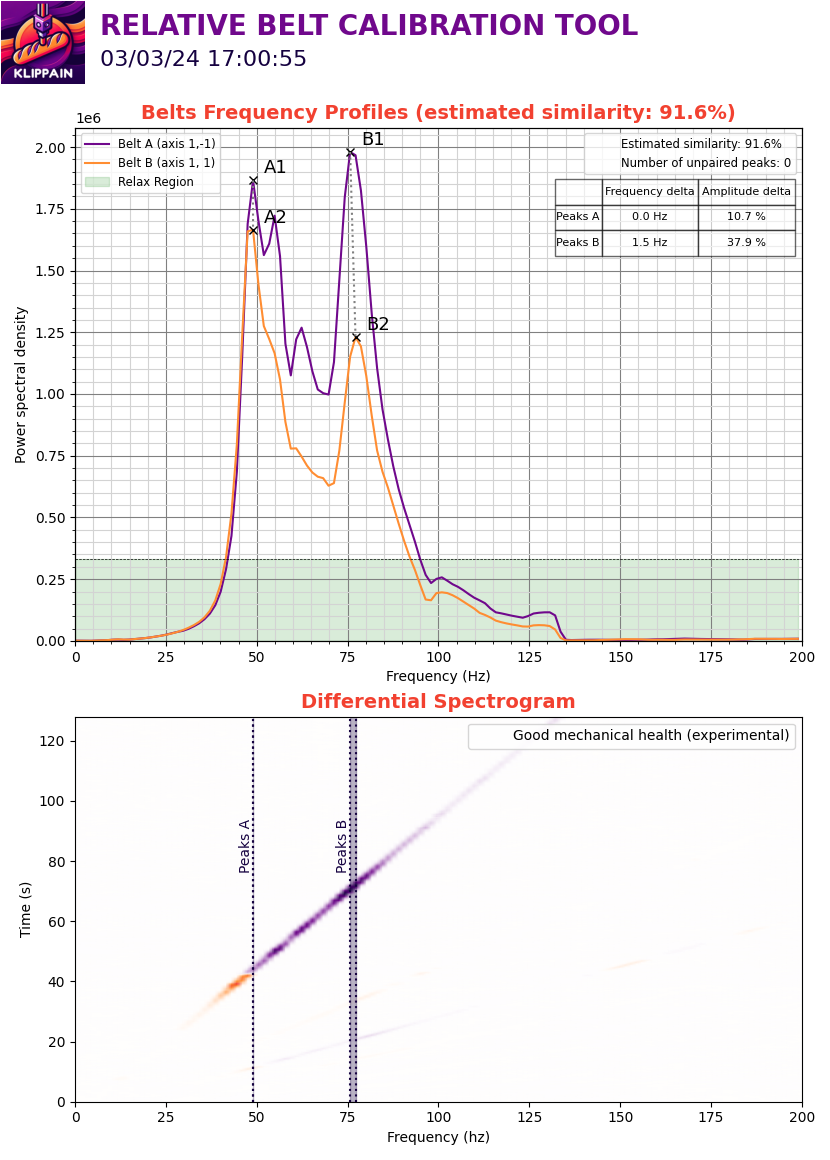 KLIPPAIN
RELATIVE BELT CALIBRATION TOOL
03/03/24 17:00:55
Belts Frequency Profiles (estimated similarity: 91.6%)
1e6
Belt A (axis 1,-1)
Belt B (axis 1, 1)
Relax Region
Estimated similarity: 91.6%
Number of unpaired peaks: 0
Frequency delta Amplitude delta
Peaks A 0.0 Hz 10.7 %
Peaks B 1.5 Hz 37.9 %
A1
A2
B1
B2
Power spectral density
2.00
1.75
1.50
1.25
1.00
0.75
0.50
0.25
0.00
0 25 50 75 100 125 150 175 200
Frequency (Hz)
Differential Spectrogram
Good mechanical health (experimental)
Peaks A
Peaks B
Time (s)
120
100
80
60
40
20
0
0 25 50 75 100 125 150 175 200
Frequency (hz)